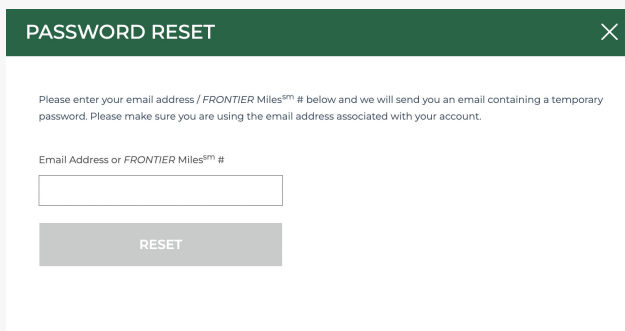 PASSWORD RESET
Please enter your email address / FRONTIER Milessm # below and we will send you an email containing a temporary
password. Please make sure you are using the email address associated with your account.
Email Address or FRONTIER Milessm #
RESET